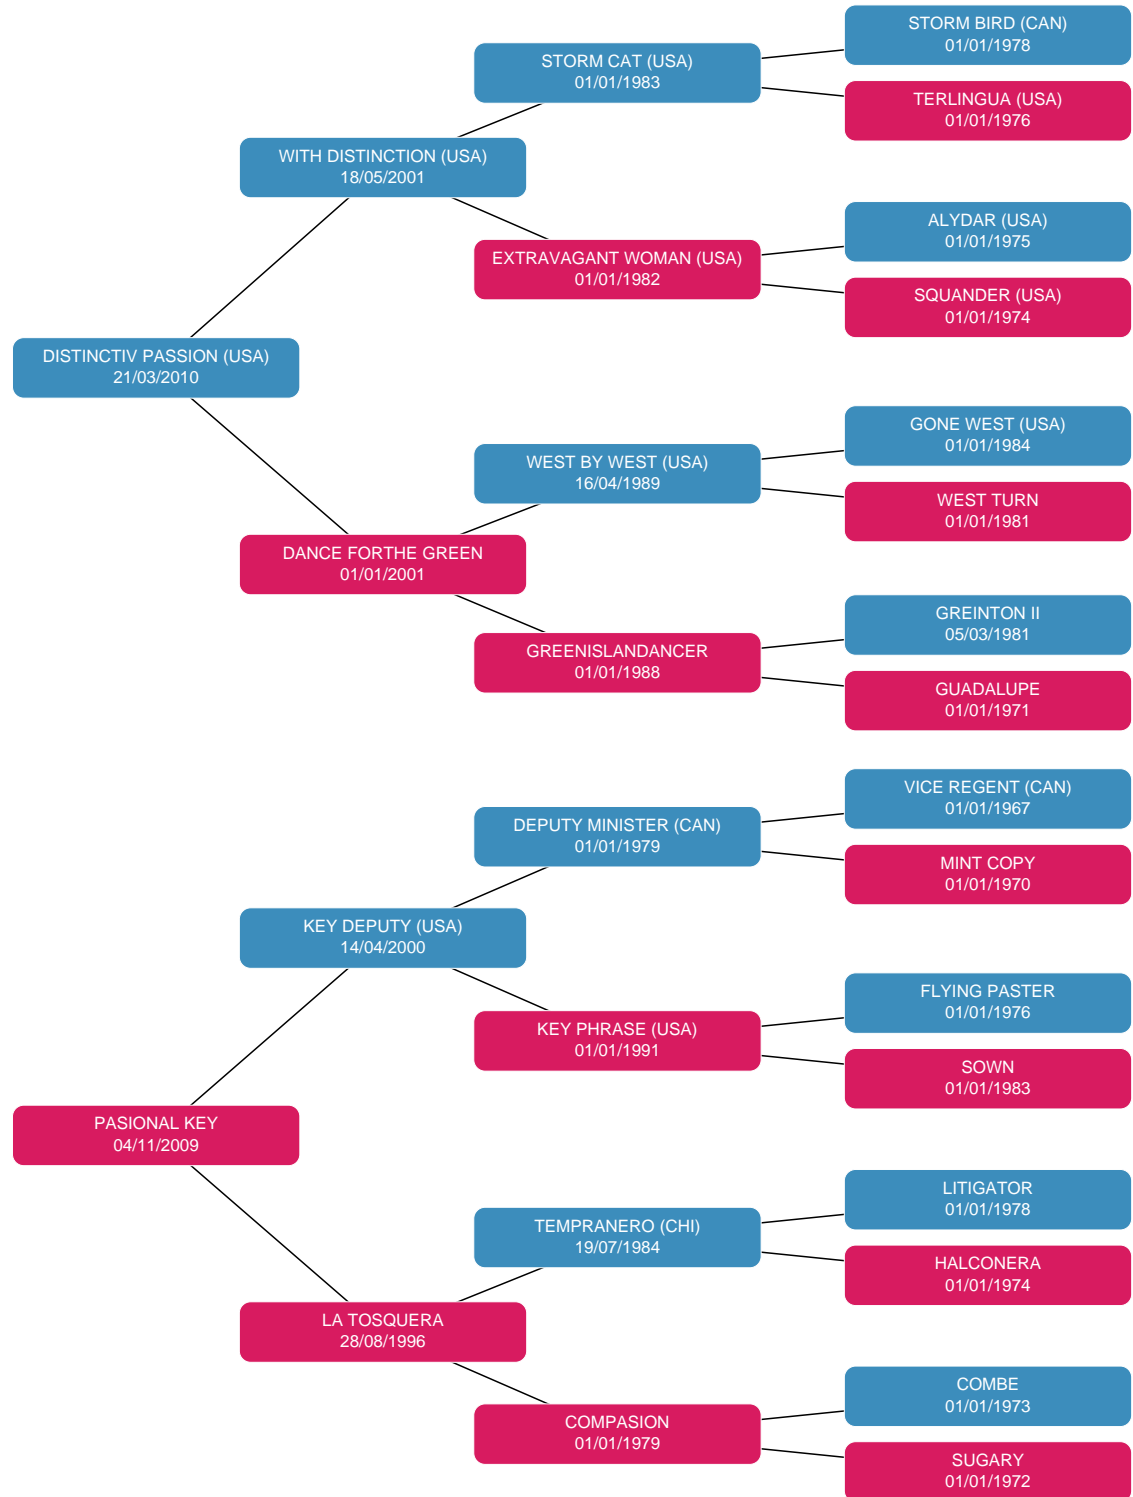 STORM BIRD (CAN)
01/01/1978
STORM CAT (USA)
01/01/1983
TERLINGUA (USA)
01/01/1976
WITH DISTINCTION (USA)
18/05/2001
ALYDAR (USA)
01/01/1975
EXTRAVAGANT WOMAN (USA)
01/01/1982
SQUANDER (USA)
01/01/1974
DISTINCTIV PASSION (USA)
21/03/2010
GONE WEST (USA)
01/01/1984
WEST BY WEST (USA)
16/04/1989
WEST TURN
01/01/1981
DANCE FORTHE GREEN
01/01/2001
GREINTON II
05/03/1981
GREENISLANDANCER
01/01/1988
GUADALUPE
01/01/1971
VICE REGENT (CAN)
01/01/1967
DEPUTY MINISTER (CAN)
01/01/1979
MINT COPY
01/01/1970
KEY DEPUTY (USA)
14/04/2000
FLYING PASTER
01/01/1976
KEY PHRASE (USA)
01/01/1991
SOWN
01/01/1983
PASIONAL KEY
04/11/2009
LITIGATOR
01/01/1978
TEMPRANERO (CHI)
19/07/1984
HALCONERA
01/01/1974
LA TOSQUERA
28/08/1996
COMBE
01/01/1973
COMPASION
01/01/1979
SUGARY
01/01/1972